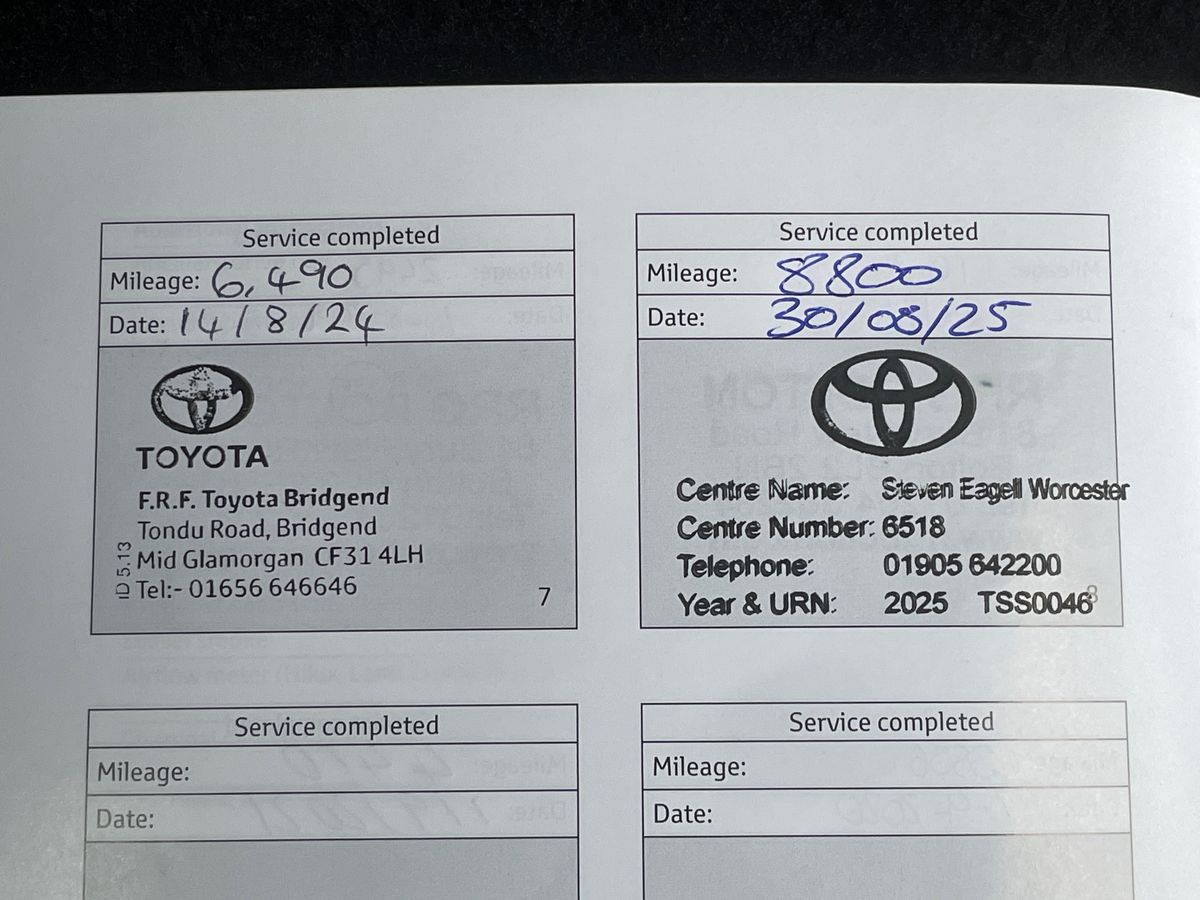 Service completed
Mileage: 6,490
Date: 14/8/24
TOYOTA
F.R.F. Toyota Bridgend
Tondu Road, Bridgend
Mid Glamorgan CF31 4LH
Tel:- 01656 646646
ID 5.13
7
Service completed
Mileage: 8800
Date: 30/08/25
Centre Name: Steven Eagell Worcester
Centre Number: 6518
Telephone: 01905 642200
Year & URN: 2025 TSS0046
8
Service completed
Mileage:
Date:
Service completed
Mileage:
Date: